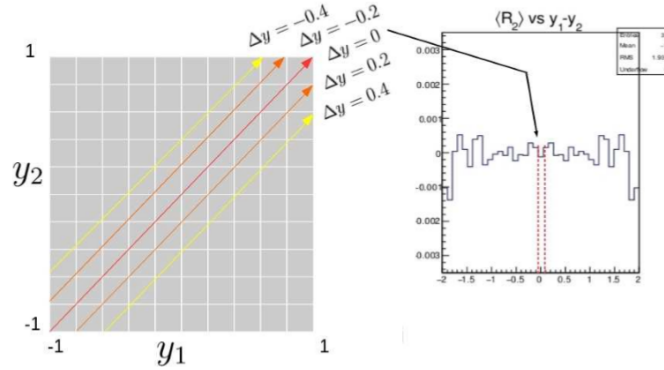 Δy = −0.4
Δy = −0.2
Δy = 0
Δy = 0.2
Δy = 0.4
1
y₂
-1
-1
y₁
1
⟨R₂⟩ vs y₁-y₂
Mean
RMS
Underflow
0.003
0.002
0.001
0
-0.001
0.002
0.003
−2
−1.5
−1
−0.5
0
0.5
1
1.5
2